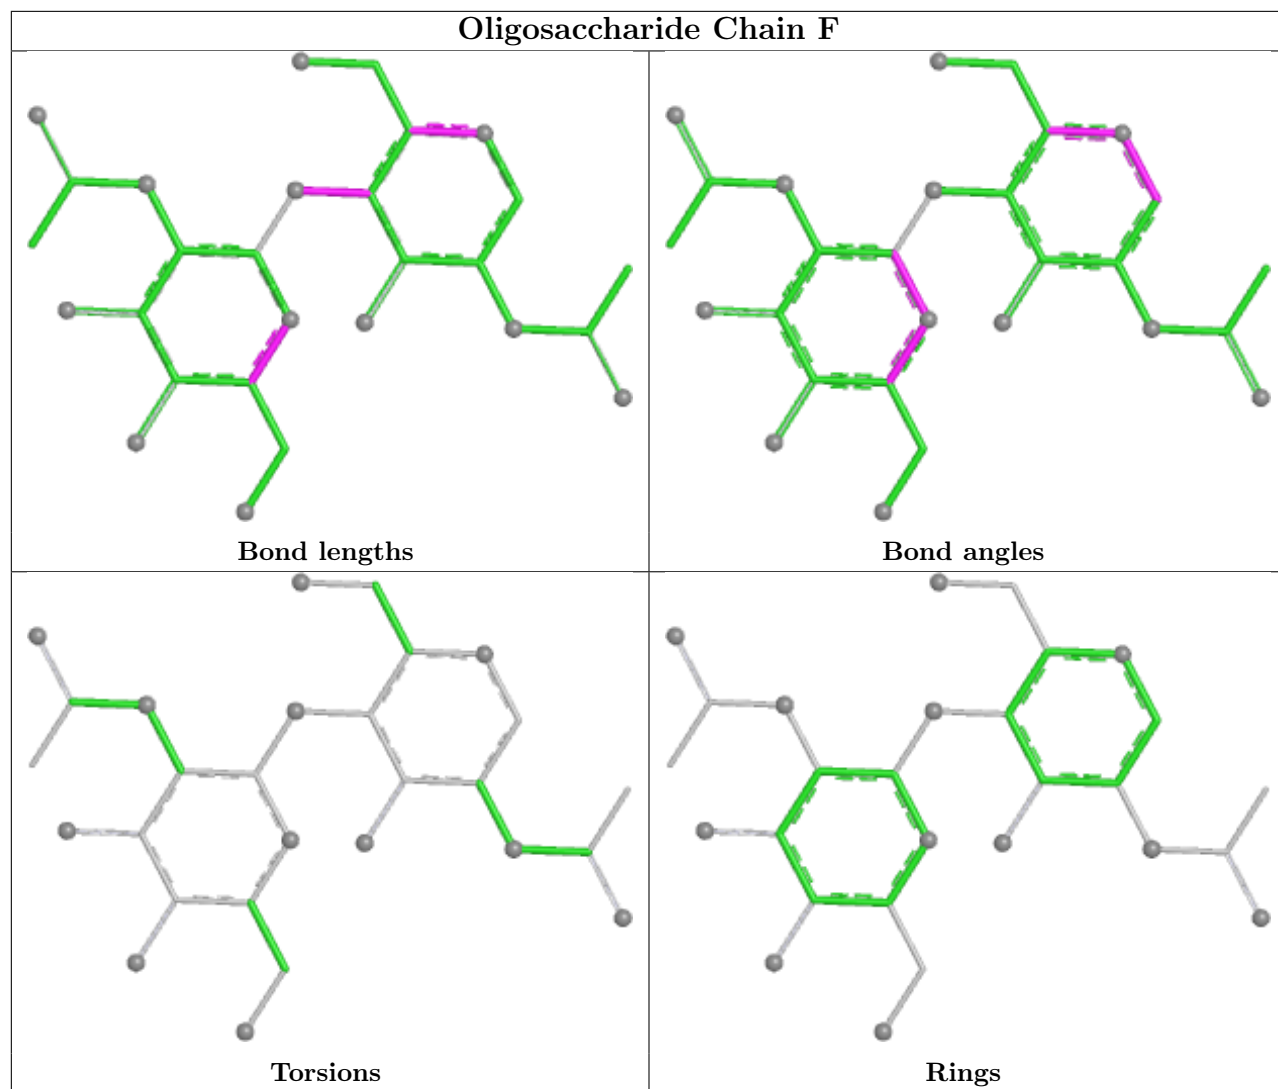 Oligosaccharide Chain F
Bond lengths
Bond angles
Torsions
Rings